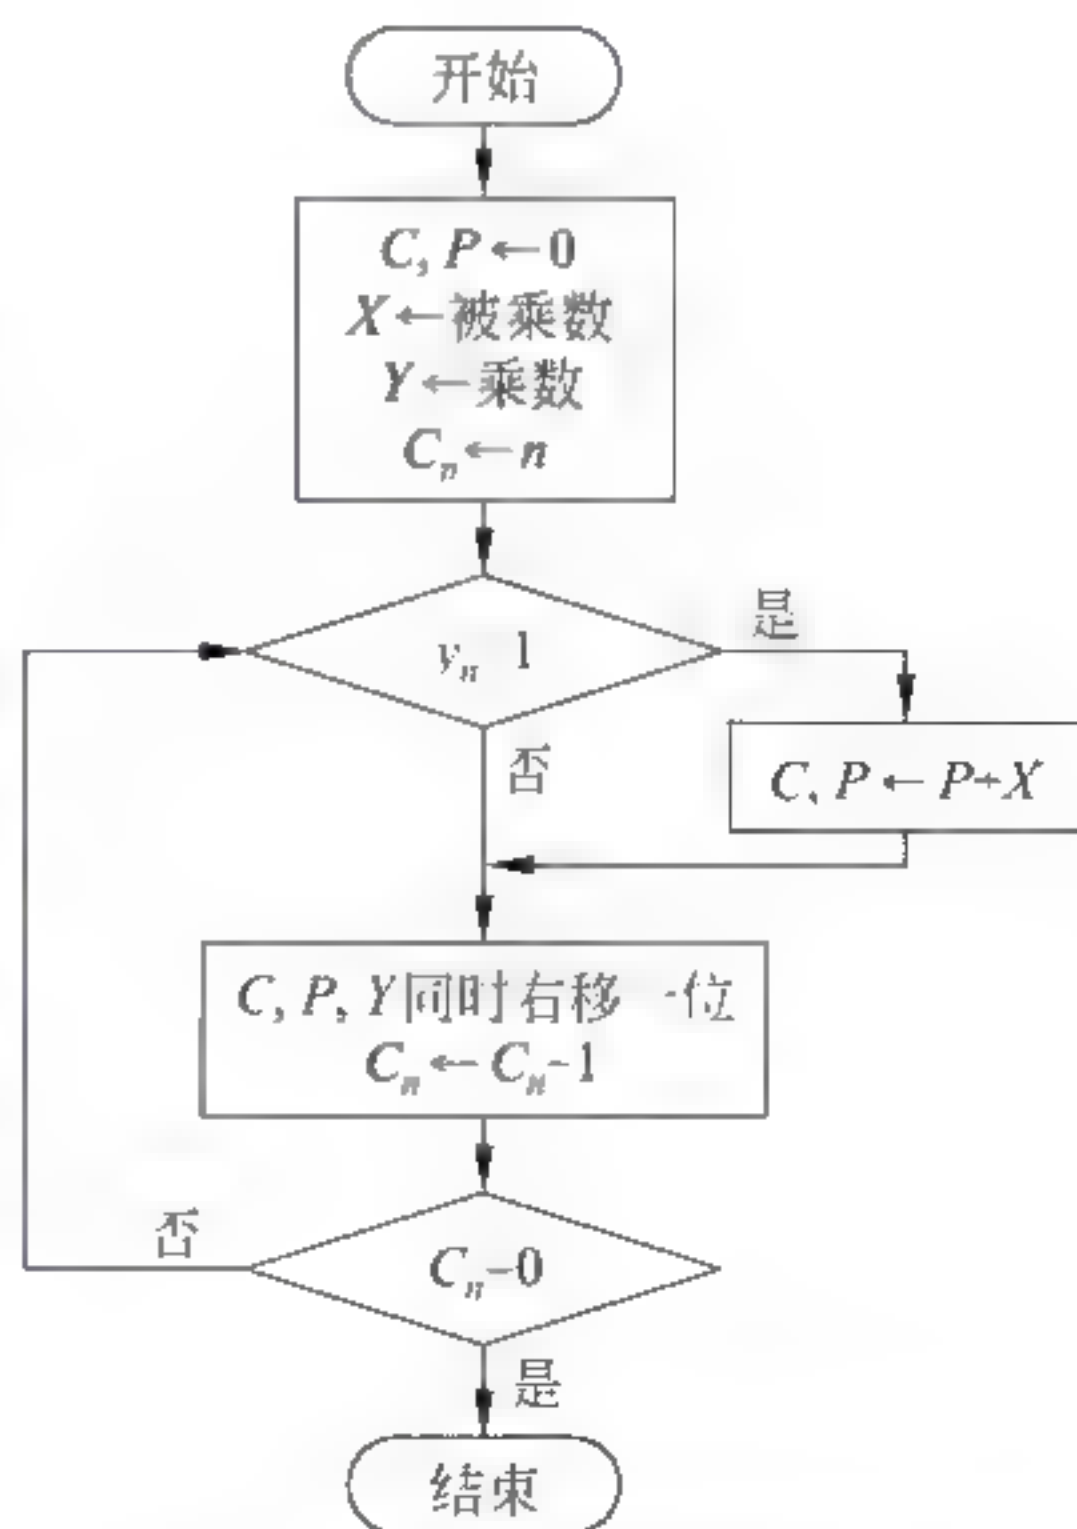 开始
C, P←0
X←被乘数
Y←乘数
Cn←n
yn 1
是
否
C, P←P+X
C, P, Y同时右移一位
Cn←Cn-1
否
Cn=0
是
结束